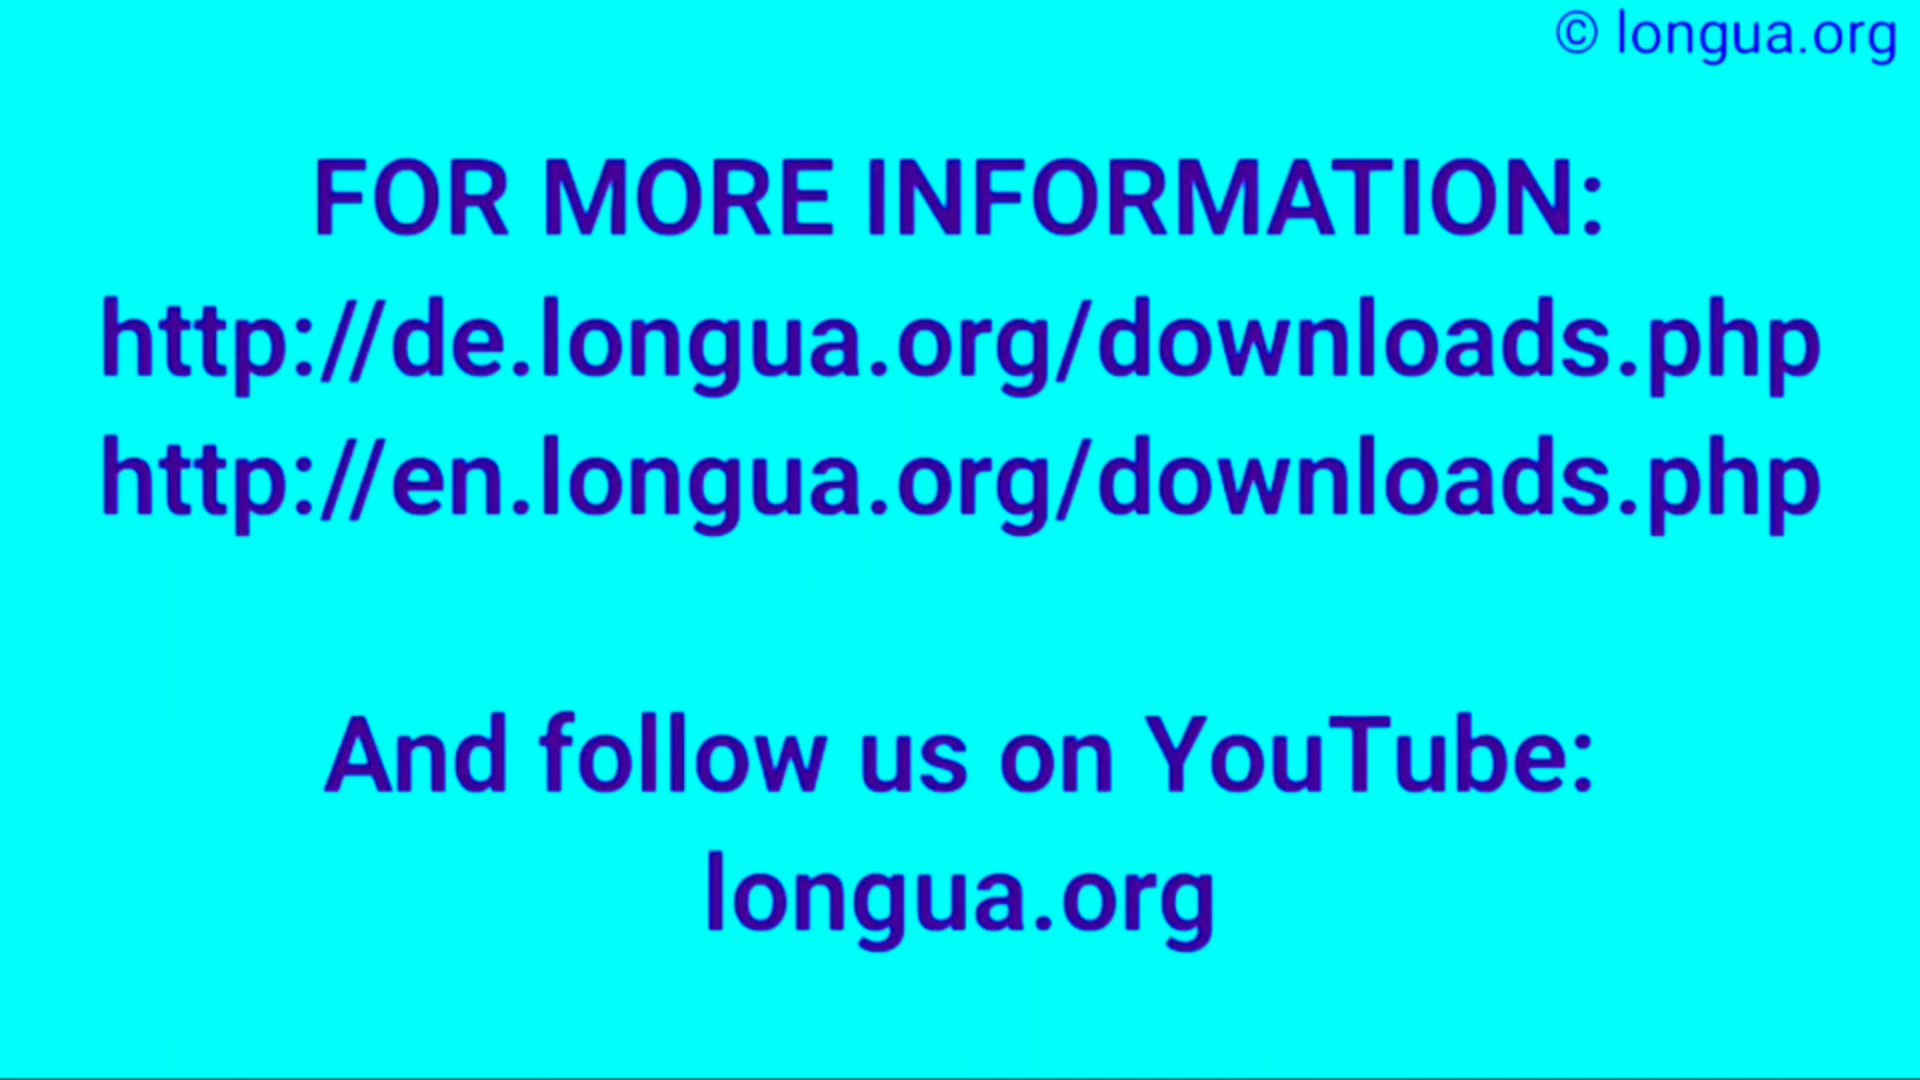 © longua.org
FOR MORE INFORMATION:
http://de.longua.org/downloads.php
http://en.longua.org/downloads.php
And follow us on YouTube:
longua.org